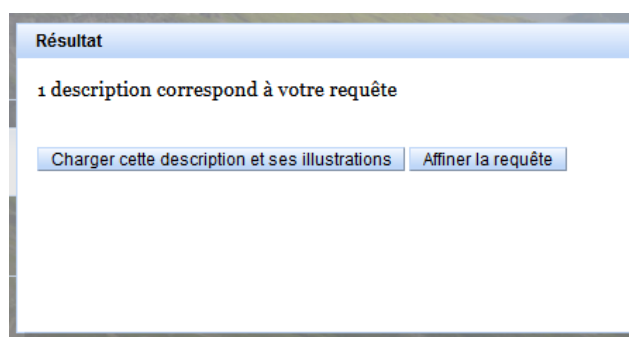 Résultat
1 description correspond à votre requête
Charger cette description et ses illustrations Affiner la requête